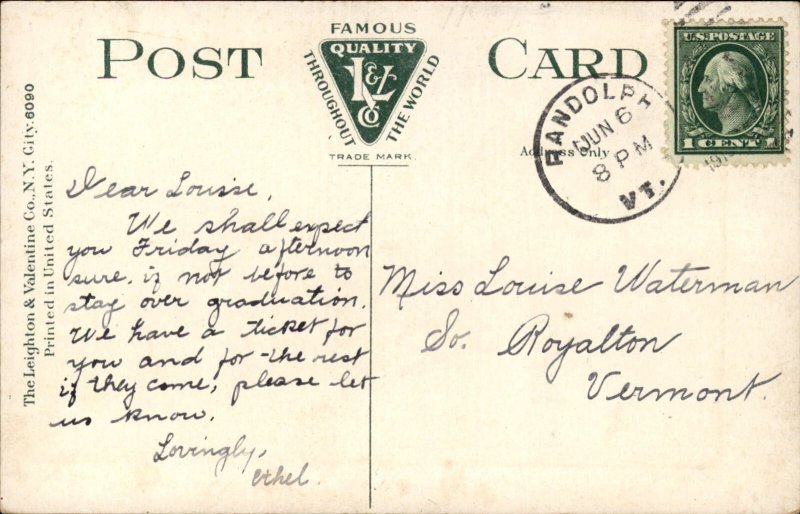 POST CARD
FAMOUS
QUALITY
L&V
Co
THROUGHOUT THE WORLD
TRADE MARK
Address Only
RANDOLPH
JUN 6
8 PM
VT.
U.S. POSTAGE
1 CENT 1
The Leighton & Valentine Co., N.Y. City. 6090
Printed in United States.
Dear Louise,
We shall expect
you Friday afternoon
sure, if not before to
stay over graduation.
We have a ticket for
you and for the rest
if they come, please let
us know.
Lovingly,
Ethel.
Miss Louise Waterman
So. Royalton
Vermont.